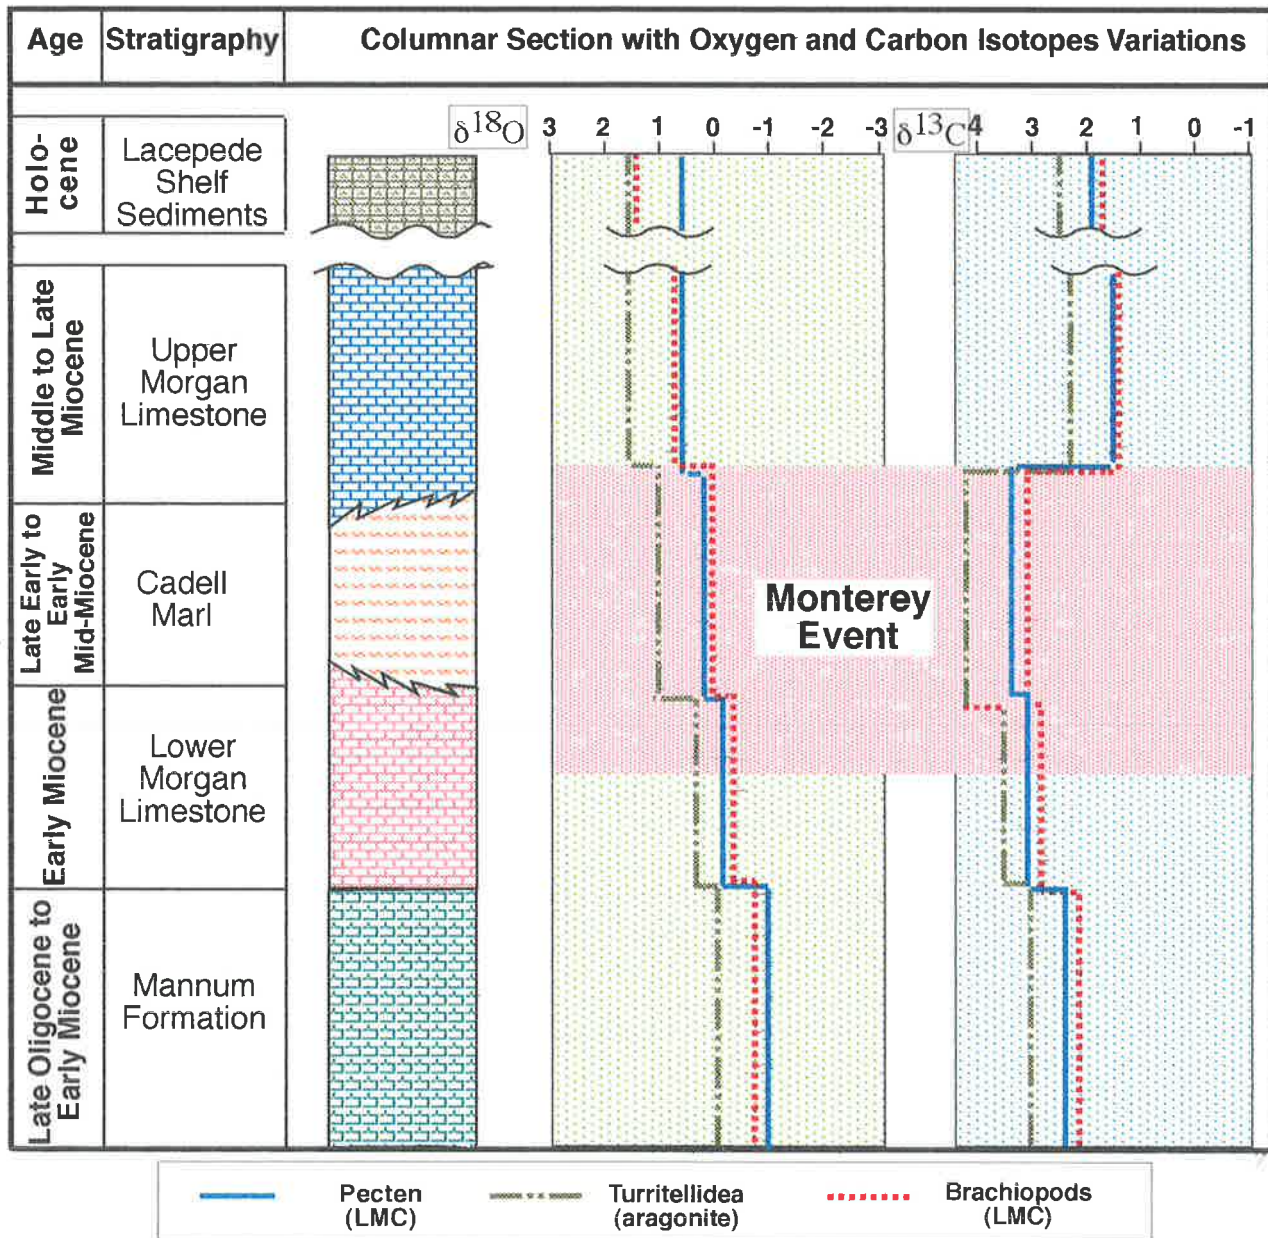 Age Stratigraphy Columnar Section with Oxygen and Carbon Isotopes Variations
δ18O 3 2 1 0 -1 -2 -3 δ13C 4 3 2 1 0 -1
Holo-
cene
Lacepede
Shelf
Sediments
Middle to Late
Miocene
Upper
Morgan
Limestone
Late Early to
Early
Mid-Miocene
Cadell
Marl
Monterey
Event
Early Miocene
Lower
Morgan
Limestone
Late Oligocene to
Early Miocene
Mannum
Formation
Pecten
(LMC)
Turritellidea
(aragonite)
Brachiopods
(LMC)